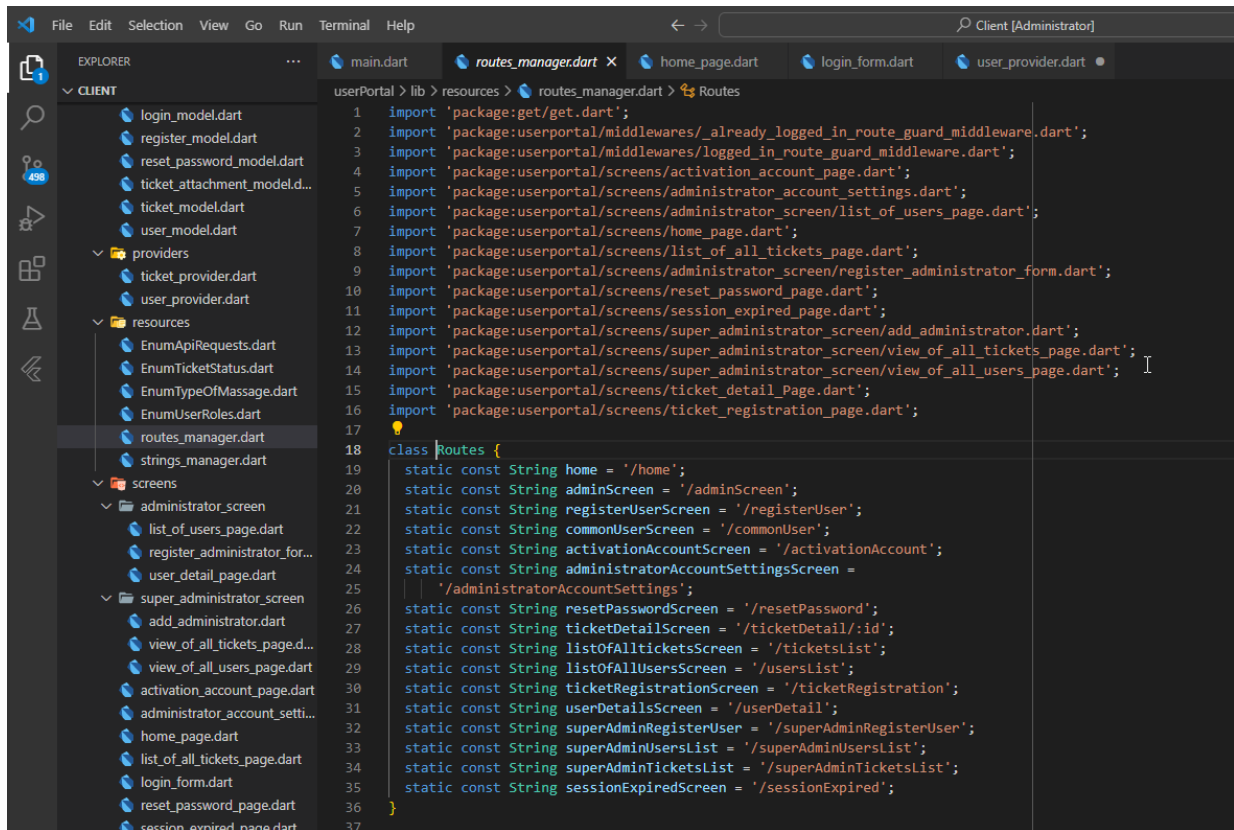 File Edit Selection View Go Run Terminal Help
Client [Administrator]
EXPLORER
main.dart
routes_manager.dart
home_page.dart
login_form.dart
user_provider.dart
1
CLIENT
userPortal > lib > resources > routes_manager.dart > Routes
login_model.dart
register_model.dart
reset_password_model.dart
ticket_attachment_model.d...
ticket_model.dart
user_model.dart
providers
ticket_provider.dart
user_provider.dart
resources
EnumApiRequests.dart
EnumTicketStatus.dart
EnumTypeOfMassage.dart
EnumUserRoles.dart
routes_manager.dart
strings_manager.dart
screens
administrator_screen
list_of_users_page.dart
register_administrator_for...
user_detail_page.dart
super_administrator_screen
add_administrator.dart
view_of_all_tickets_page.d...
view_of_all_users_page.dart
activation_account_page.dart
administrator_account_setti...
home_page.dart
list_of_all_tickets_page.dart
login_form.dart
reset_password_page.dart
session_expired_page.dart
498
1 import 'package:get/get.dart';
2 import 'package:userportal/middlewares/_already_logged_in_route_guard_middleware.dart';
3 import 'package:userportal/middlewares/logged_in_route_guard_middleware.dart';
4 import 'package:userportal/screens/activation_account_page.dart';
5 import 'package:userportal/screens/administrator_account_settings.dart';
6 import 'package:userportal/screens/administrator_screen/list_of_users_page.dart';
7 import 'package:userportal/screens/home_page.dart';
8 import 'package:userportal/screens/list_of_all_tickets_page.dart';
9 import 'package:userportal/screens/administrator_screen/register_administrator_form.dart';
10 import 'package:userportal/screens/reset_password_page.dart';
11 import 'package:userportal/screens/session_expired_page.dart';
12 import 'package:userportal/screens/super_administrator_screen/add_administrator.dart';
13 import 'package:userportal/screens/super_administrator_screen/view_of_all_tickets_page.dart';
14 import 'package:userportal/screens/super_administrator_screen/view_of_all_users_page.dart';
15 import 'package:userportal/screens/ticket_detail_Page.dart';
16 import 'package:userportal/screens/ticket_registration_page.dart';
17
18 class Routes {
19 static const String home = '/home';
20 static const String adminScreen = '/adminScreen';
21 static const String registerUserScreen = '/registerUser';
22 static const String commonUserScreen = '/commonUser';
23 static const String activationAccountScreen = '/activationAccount';
24 static const String administratorAccountSettingsScreen =
25 '/administratorAccountSettings';
26 static const String resetPasswordScreen = '/resetPassword';
27 static const String ticketDetailScreen = '/ticketDetail/:id';
28 static const String listOfAllticketsScreen = '/ticketsList';
29 static const String listOfAllUsersScreen = '/usersList';
30 static const String ticketRegistrationScreen = '/ticketRegistration';
31 static const String userDetailsScreen = '/userDetail';
32 static const String superAdminRegisterUser = '/superAdminRegisterUser';
33 static const String superAdminUsersList = '/superAdminUsersList';
34 static const String superAdminTicketsList = '/superAdminTicketsList';
35 static const String sessionExpiredScreen = '/sessionExpired';
36 }
37